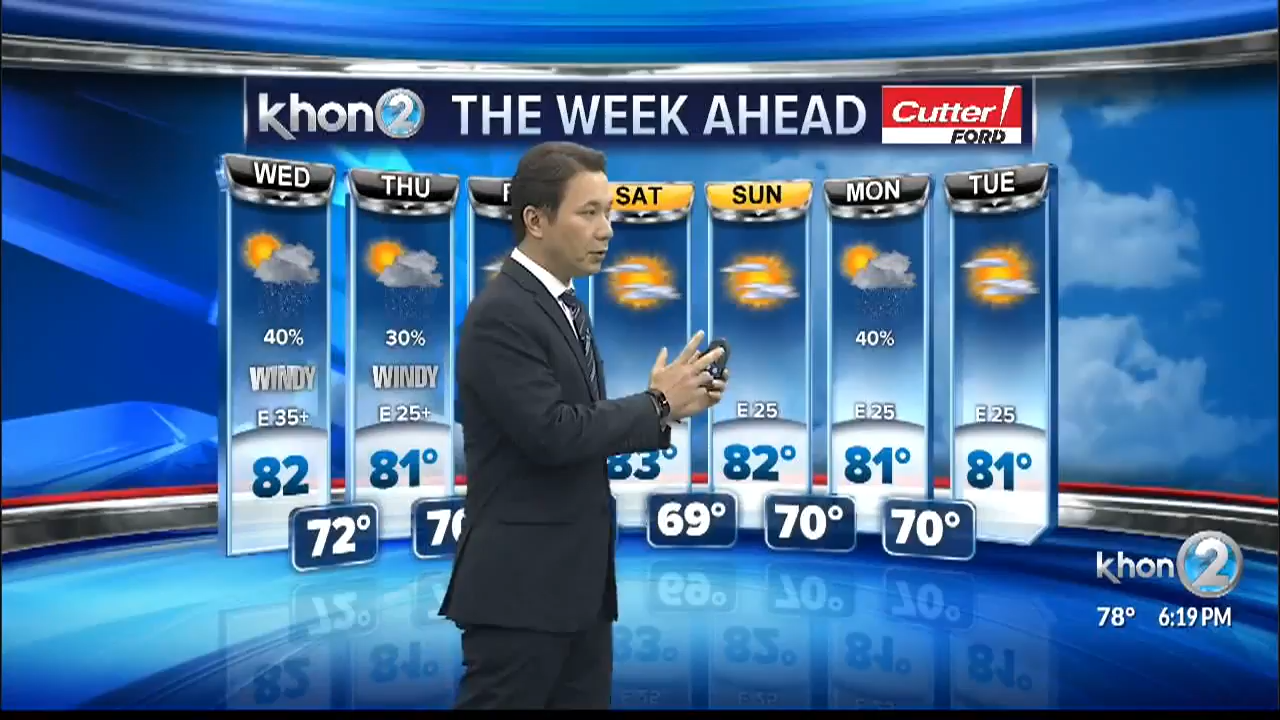 khon2 THE WEEK AHEAD Cutter! FORD
WED THU SAT SUN MON TUE
40% 30% 40%
WINDY WINDY
E 35+ E 25+ E 25 E 25 E 25
82 81° 83° 82° 81° 81°
72° 69° 70° 70°
khon2
78° 6:19 PM